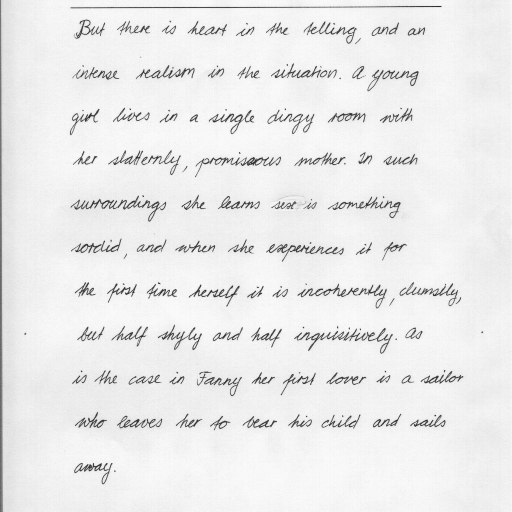 But there is heart in the telling, and an
intense realism in the situation. A young
girl lives in a single dingy room with
her slatternly, promiscous mother. In such
surroundings she learns sex is something
sordid, and when she experiences it for
the first time herself it is incoherently, clumsily,
but half shyly and half inquisitively. As
is the case in Fanny her first lover is a sailor
who leaves her to bear his child and sails
away.